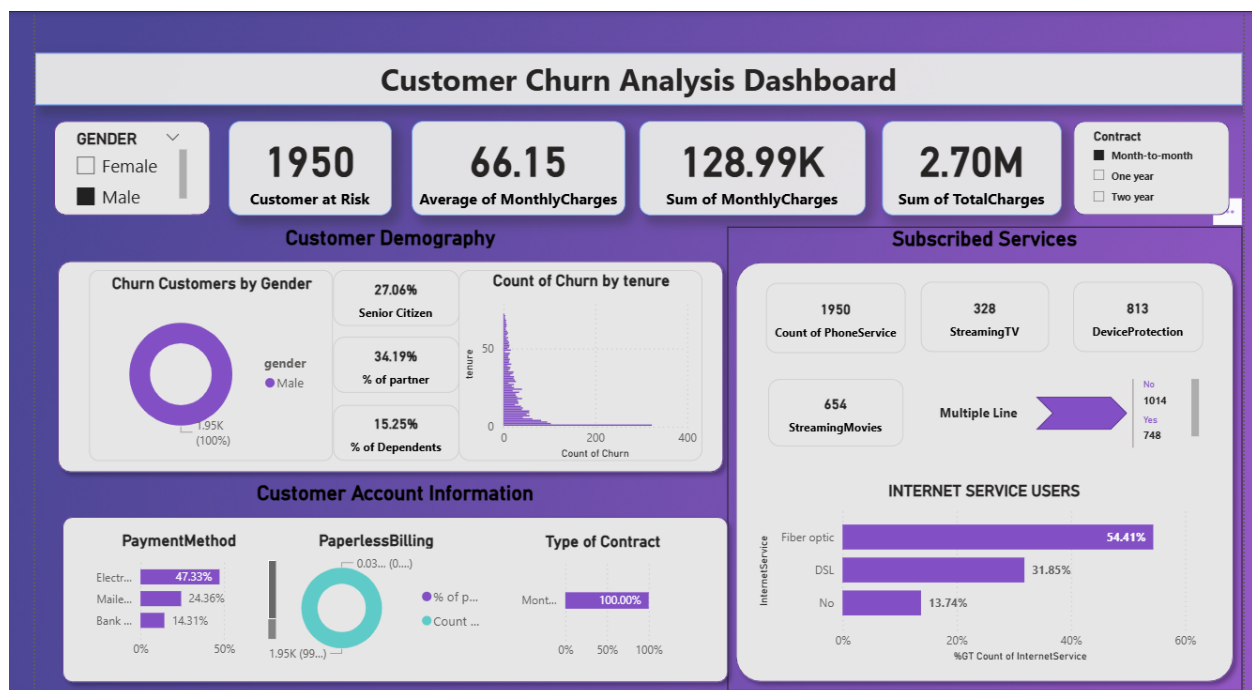 Customer Churn Analysis Dashboard
GENDER
Female
Male
1950
Customer at Risk
66.15
Average of MonthlyCharges
128.99K
Sum of MonthlyCharges
2.70M
Sum of TotalCharges
Contract
Month-to-month
One year
Two year
Customer Demography
Churn Customers by Gender
gender
Male
1.95K
(100%)
27.06%
Senior Citizen
34.19%
% of partner
15.25%
% of Dependents
Count of Churn by tenure
tenure
50
0
0
200
400
Count of Churn
Customer Account Information
PaymentMethod
Electr...
47.33%
Maile...
24.36%
Bank ...
14.31%
0%
50%
PaperlessBilling
0.03... (0....)
% of p...
Count ...
1.95K (99...)
Type of Contract
Mont...
100.00%
0%
50%
100%
Subscribed Services
1950
Count of PhoneService
328
StreamingTV
813
DeviceProtection
654
StreamingMovies
Multiple Line
No
1014
Yes
748
INTERNET SERVICE USERS
InternetService
Fiber optic
54.41%
DSL
31.85%
No
13.74%
0%
20%
40%
60%
%GT Count of InternetService